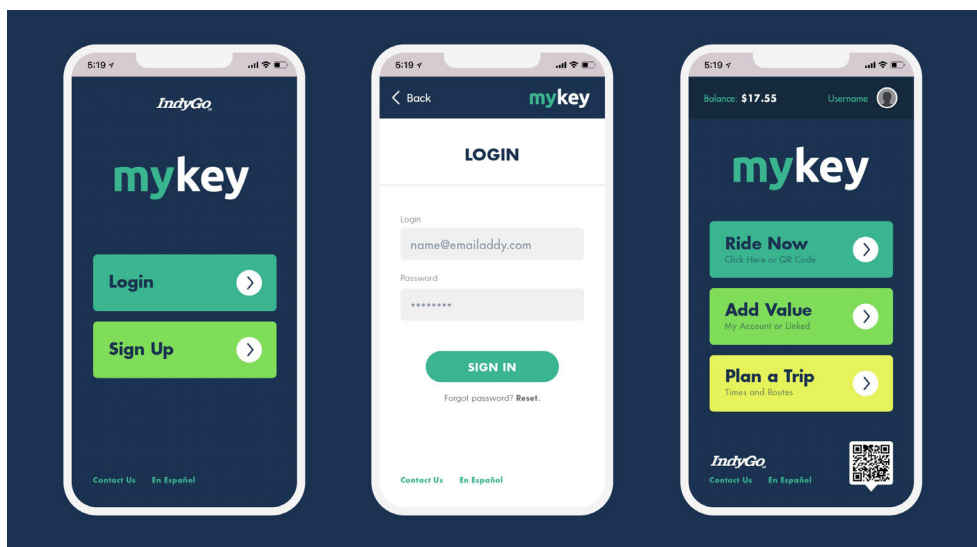 5:19
IndyGo
mykey
Login
Sign Up
Contact Us En Español
5:19
Back mykey
LOGIN
Login
name@emailaddy.com
Password
********
SIGN IN
Forgot password? Reset.
Contact Us En Español
5:19
Balance: $17.55 Username
mykey
Ride Now
Click Here or QR Code
Add Value
My Account or Linked
Plan a Trip
Times and Routes
IndyGo
Contact Us En Español